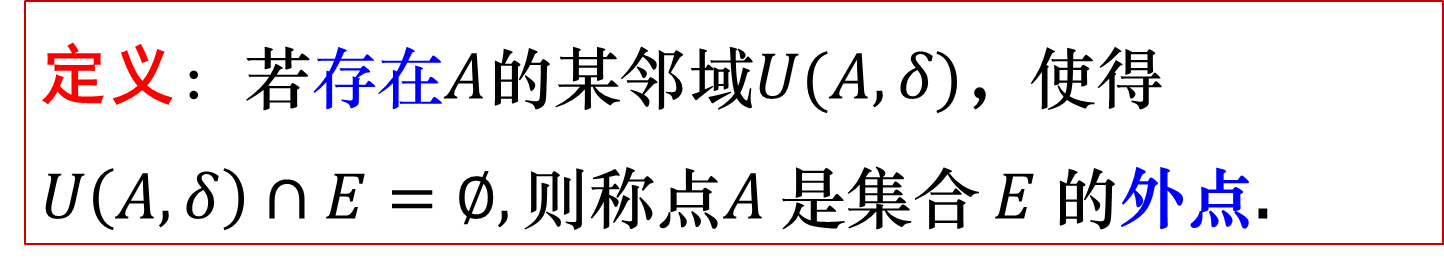 定义：若存在A的某邻域U(A, δ)，使得
U(A, δ) ∩ E = ∅, 则称点A 是集合 E 的外点.